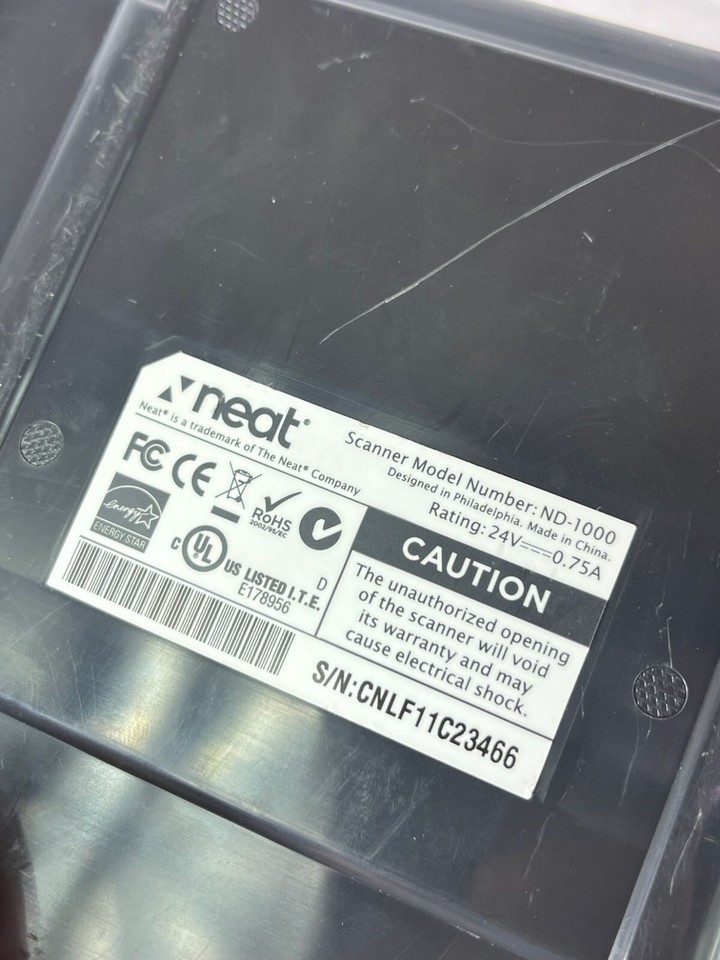 neat®
Neat® is a trademark of The Neat® Company
Scanner Model Number: ND-1000
Designed in Philadelphia. Made in China.
Rating: 24V⎓0.75A
FC CE
RoHS
2002/95/EC
energy
ENERGY STAR
C UL US LISTED I.T.E.
E178956
D
CAUTION
The unauthorized opening
of the scanner will void
its warranty and may
cause electrical shock.
S/N:CNLF11C23466